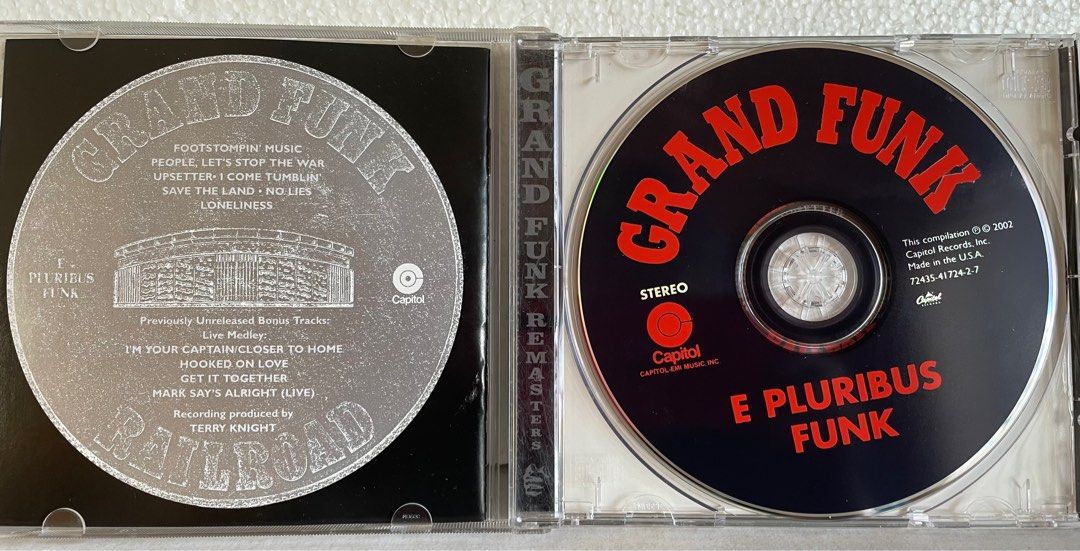 GRAND FUNK
FOOTSTOMPIN' MUSIC
PEOPLE, LET'S STOP THE WAR
UPSETTER • I COME TUMBLIN'
SAVE THE LAND • NO LIES
LONELINESS
E
PLURIBUS
FUNK
Capitol
Previously Unreleased Bonus Tracks:
Live Medley:
I'M YOUR CAPTAIN/CLOSER TO HOME
HOOKED ON LOVE
GET IT TOGETHER
MARK SAY'S ALRIGHT (LIVE)
Recording produced by
TERRY KNIGHT
RAILROAD
GRAND FUNK REMASTERS
GRAND FUNK
This compilation Ⓟ © 2002
Capitol Records, Inc.
Made in the U.S.A.
72435-41724-2-7
Capitol
STEREO
Capitol
CAPITOL-EMI MUSIC, INC
E PLURIBUS
FUNK